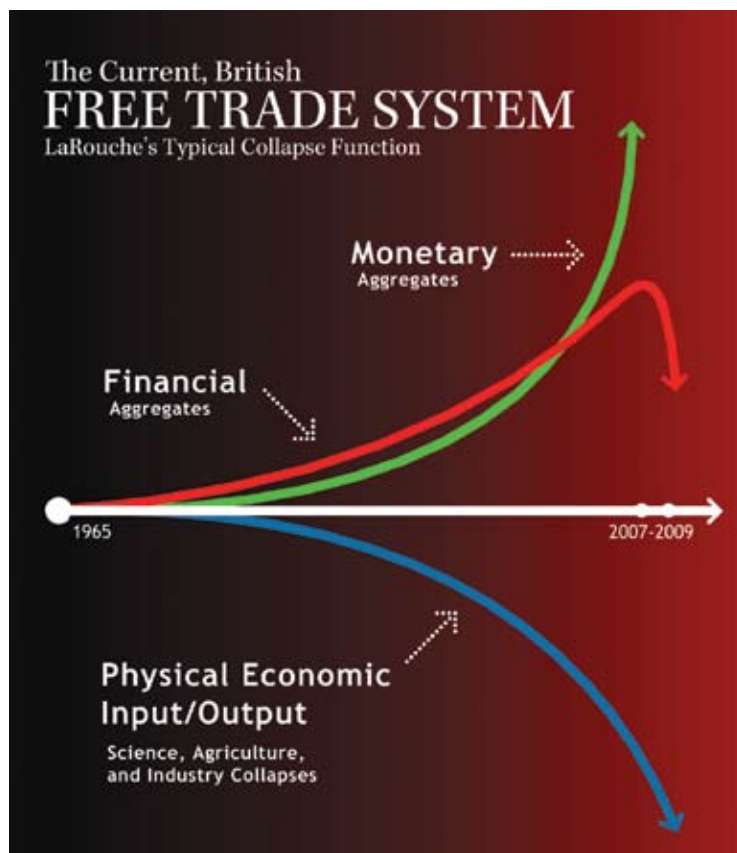 The Current, British
FREE TRADE SYSTEM
LaRouche's Typical Collapse Function
Monetary
Aggregates
Financial
Aggregates
1965
2007-2009
Physical Economic
Input/Output
Science, Agriculture,
and Industry Collapses